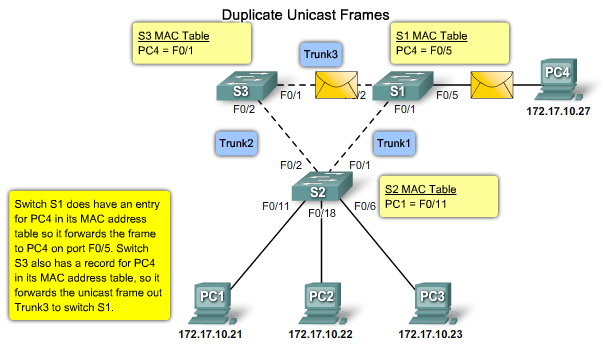 Duplicate Unicast Frames
S3 MAC Table
PC4 = F0/1
S1 MAC Table
PC4 = F0/5
Trunk3
PC4
S3
F0/1
/2
S1
F0/5
172.17.10.27
F0/2
F0/1
Trunk2
Trunk1
F0/2
F0/1
S2
S2 MAC Table
PC1 = F0/11
F0/11
F0/18
F0/6
Switch S1 does have an entry
for PC4 in its MAC address
table so it forwards the frame
to PC4 on port F0/5. Switch
S3 also has a record for PC4
in its MAC address table, so it
forwards the unicast frame out
Trunk3 to switch S1.
PC1
PC2
PC3
172.17.10.21
172.17.10.22
172.17.10.23